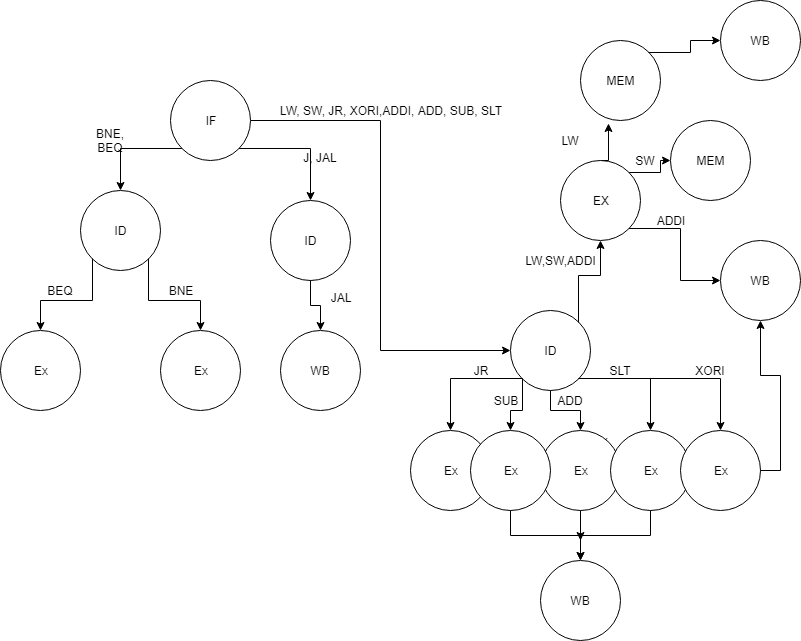 WB
MEM
LW, SW, JR, XORI,ADDI, ADD, SUB, SLT
IF
BNE,
BEQ
J, JAL
LW
SW
MEM
EX
ADDI
ID
ID
LW,SW,ADDI
WB
BEQ
BNE
JAL
ID
Ex
Ex
WB
JR
SLT
XORI
SUB
ADD
Ex
Ex
Ex
Ex
Ex
WB